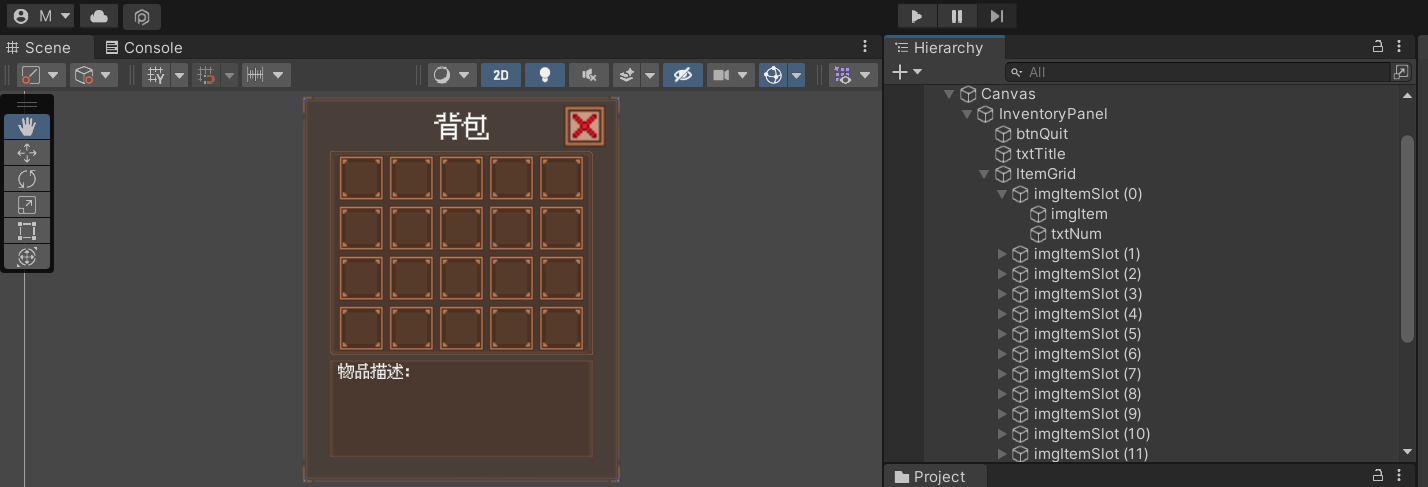 M
Scene
Console
2D
背包
物品描述：
Hierarchy
All
Canvas
InventoryPanel
btnQuit
txtTitle
ItemGrid
imgItemSlot (0)
imgItem
txtNum
imgItemSlot (1)
imgItemSlot (2)
imgItemSlot (3)
imgItemSlot (4)
imgItemSlot (5)
imgItemSlot (6)
imgItemSlot (7)
imgItemSlot (8)
imgItemSlot (9)
imgItemSlot (10)
imgItemSlot (11)
Project